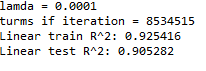 lamda = 0.0001
turms if iteration = 8534515
Linear train R^2: 0.925416
Linear test R^2: 0.905282